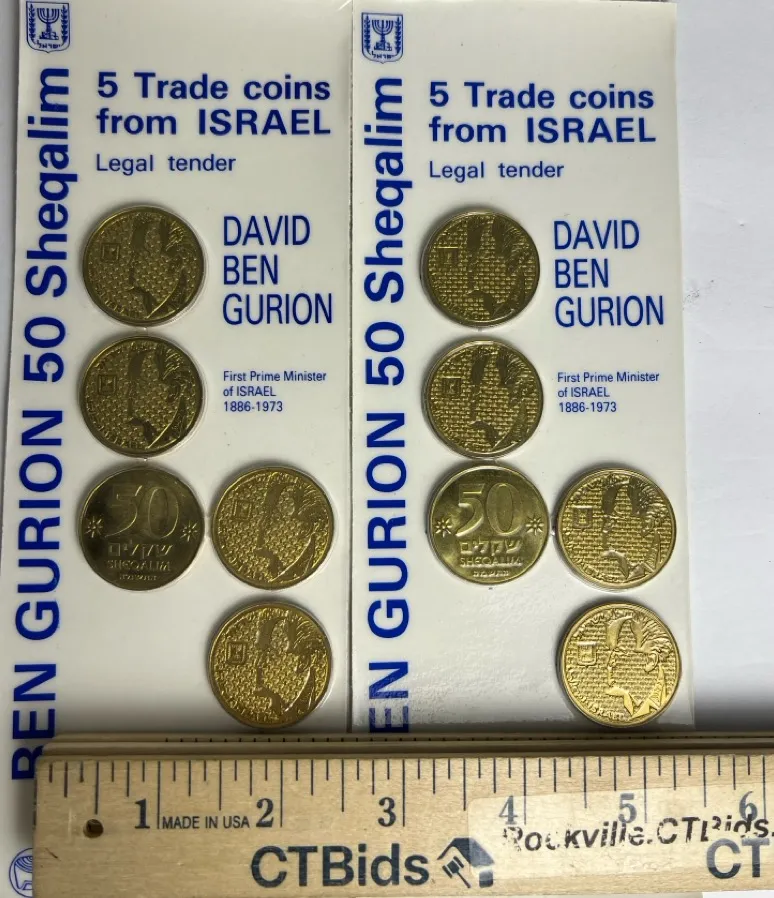 BEN GURION 50 Sheqalim
5 Trade coins
from ISRAEL
Legal tender
DAVID
BEN
GURION
First Prime Minister
of ISRAEL
1886-1973
50
שקלים
SHEQALIM
EN GURION 50 Sheqalim
5 Trade coins
from ISRAEL
Legal tender
DAVID
BEN
GURION
First Prime Minister
of ISRAEL
1886-1973
50
שקלים
SHEQALIM
1 MADE IN USA 2 3 4 5 6
CTBids
Rockville.CTBids.
CT